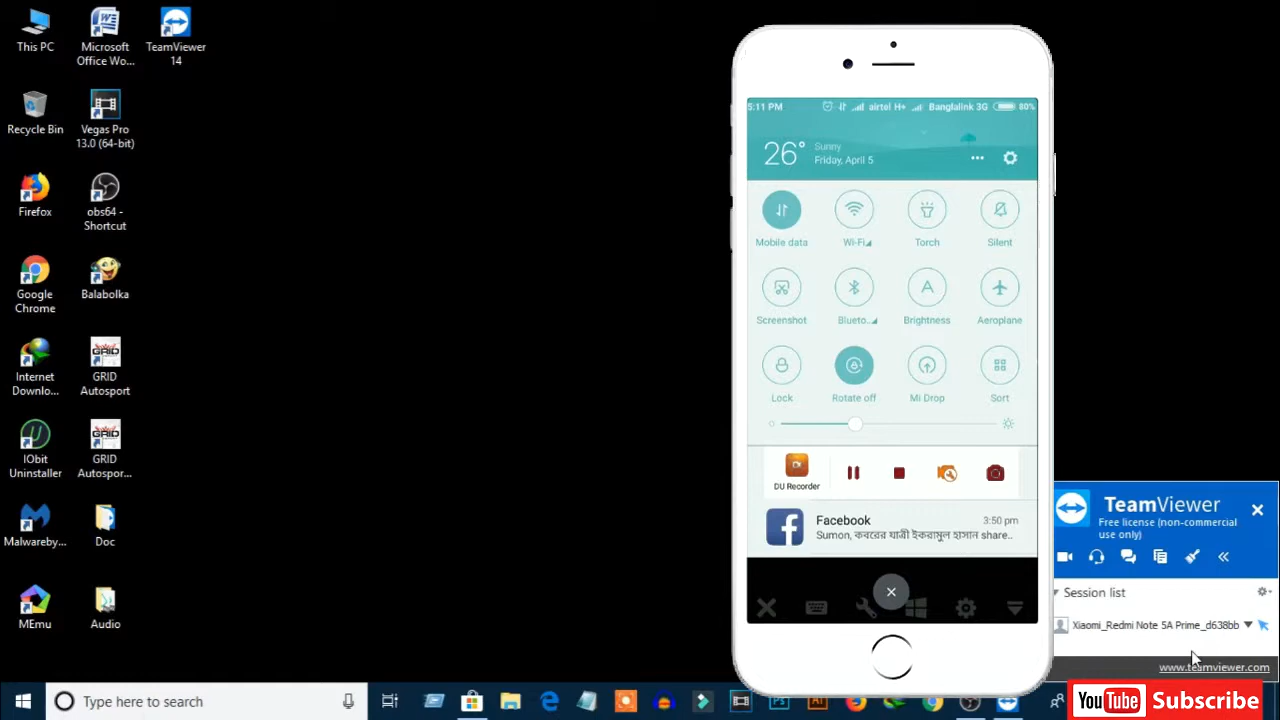 This PC
Microsoft
Office Wo...
TeamViewer
14
Recycle Bin
Vegas Pro
13.0 (64-bit)
Firefox
obs64 -
Shortcut
Google
Chrome
Balabolka
Internet
Downlo...
GRID
Autosport
IObit
Uninstaller
GRID
Autospor...
Malwareby...
Doc
MEmu
Audio
5:11 PM airtel H+ Banglalink 3G 80%
26° Sunny
Friday, April 5
Mobile data Wi-Fi Torch Silent
Screenshot Blueto.. Brightness Aeroplane
Lock Rotate off Mi Drop Sort
DU Recorder
Facebook 3:50 pm
Sumon, কবরের যাত্রী ইকরামুল হাসান share..
TeamViewer
Free license (non-commercial
use only)
Session list
Xiaomi_Redmi Note 5A Prime_d638bb
www.teamviewer.com
Type here to search
YouTube Subscribe